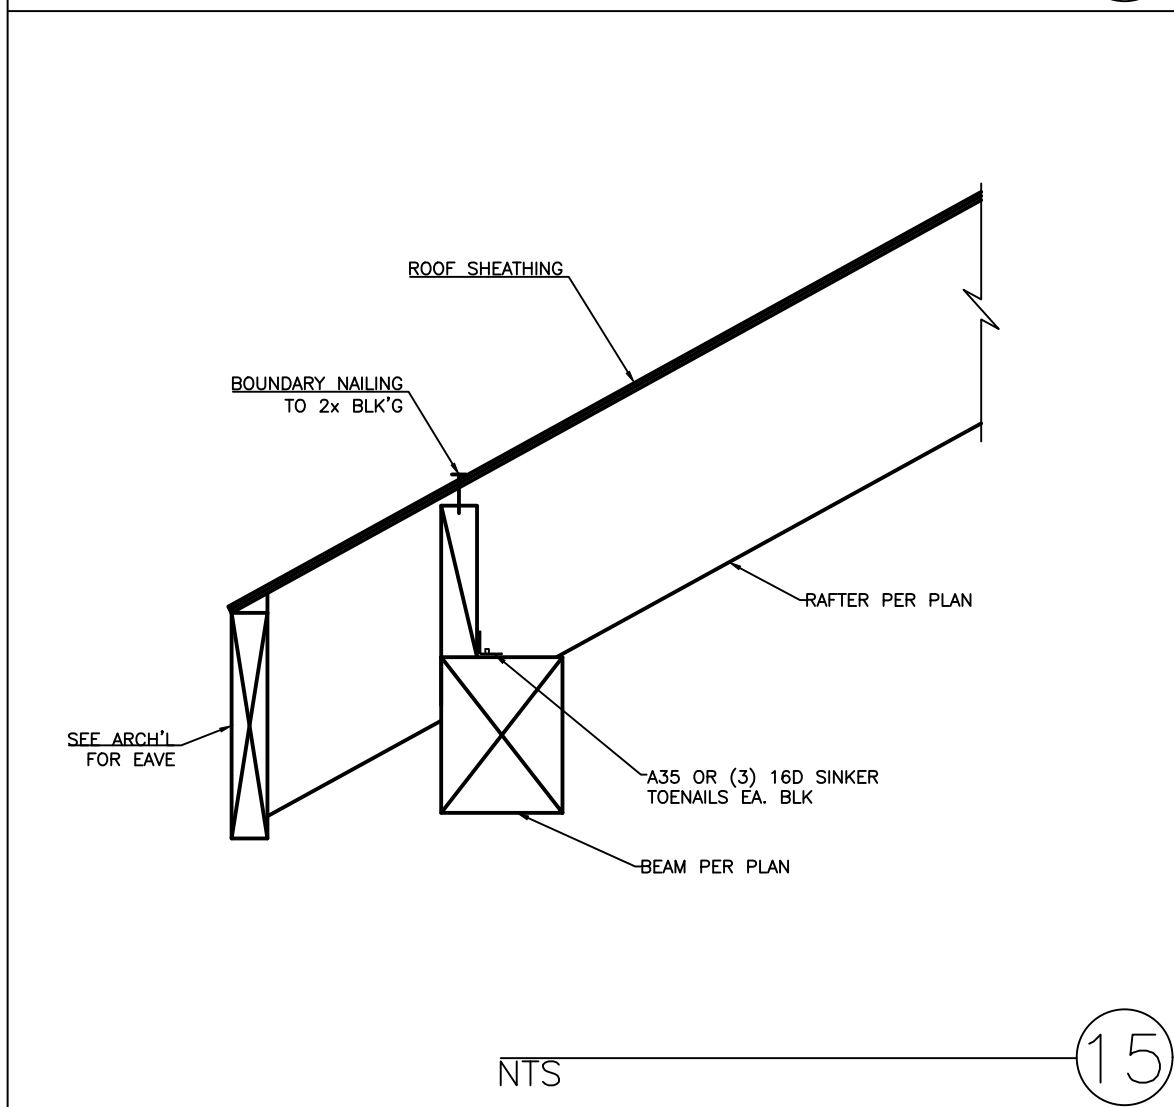 ROOF SHEATHING
BOUNDARY NAILING
TO 2x BLK'G
RAFTER PER PLAN
SEE ARCH'L
FOR EAVE
A35 OR (3) 16D SINKER
TOENAILS EA. BLK
BEAM PER PLAN
NTS
15